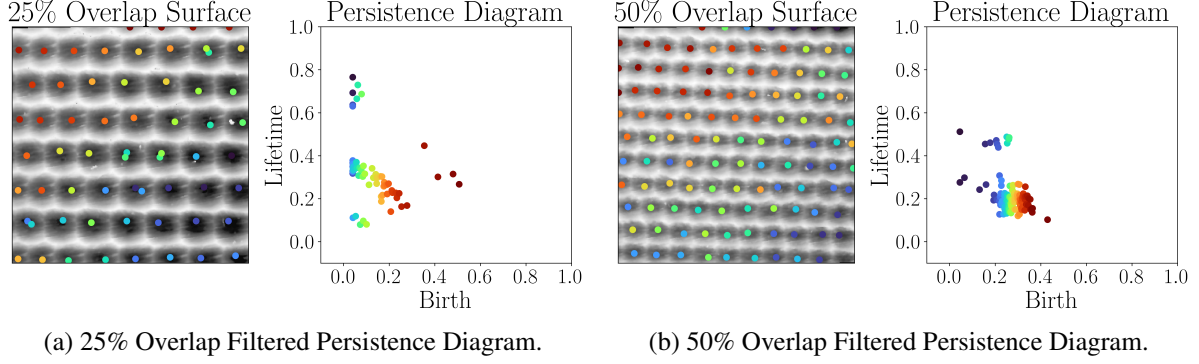 25% Overlap Surface
Persistence Diagram
1.0
0.8
0.6
0.4
0.2
0.0
Lifetime
0.0 0.2 0.4 0.6 0.8 1.0
Birth
50% Overlap Surface
Persistence Diagram
1.0
0.8
0.6
0.4
0.2
0.0
Lifetime
0.0 0.2 0.4 0.6 0.8 1.0
Birth
(a) 25% Overlap Filtered Persistence Diagram.
(b) 50% Overlap Filtered Persistence Diagram.